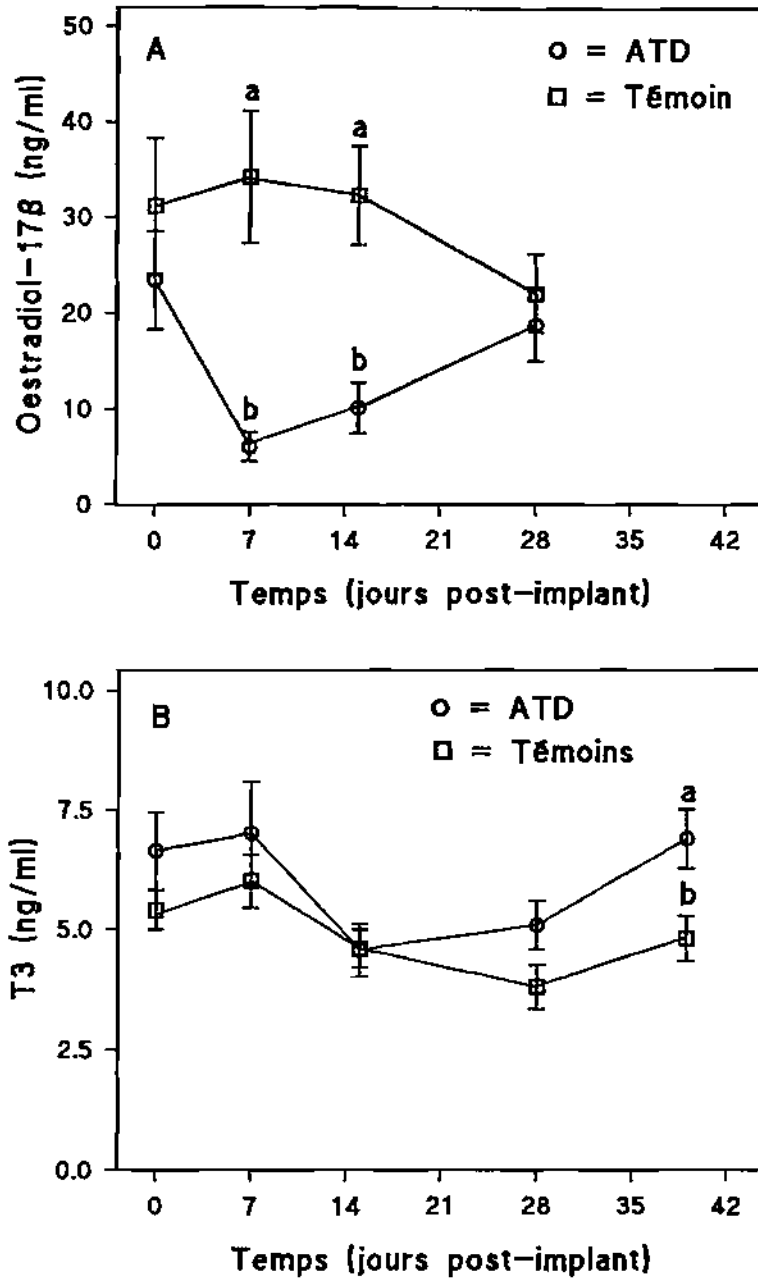 50
A
O = ATD
a
a
□ = Témoin
40
30
20
b
b
10
0
Oestradiol-17β (ng/ml)
0 7 14 21 28 35 42
Temps (jours post-implant)
10.0
B
O = ATD
□ = Témoins
a
7.5
b
5.0
2.5
0.0
T3 (ng/ml)
0 7 14 21 28 35 42
Temps (jours post-implant)